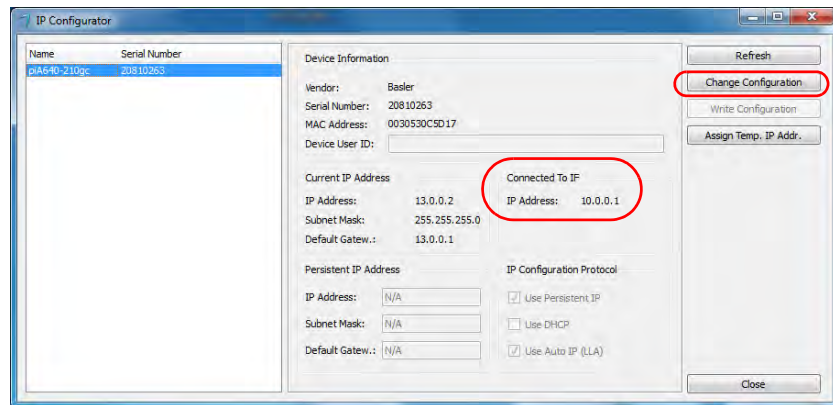 IP Configurator
Name Serial Number
piA640-210gc 20810263
Device Information
Vendor: Basler
Serial Number: 20810263
MAC Address: 0030530C5D17
Device User ID:
Current IP Address
IP Address: 13.0.0.2
Subnet Mask: 255.255.255.0
Default Gatew.: 13.0.0.1
Connected To IF
IP Address: 10.0.0.1
Persistent IP Address
IP Address: N/A
Subnet Mask: N/A
Default Gatew.: N/A
IP Configuration Protocol
Use Persistent IP
Use DHCP
Use Auto IP (LLA)
Refresh
Change Configuration
Write Configuration
Assign Temp. IP Addr.
Close